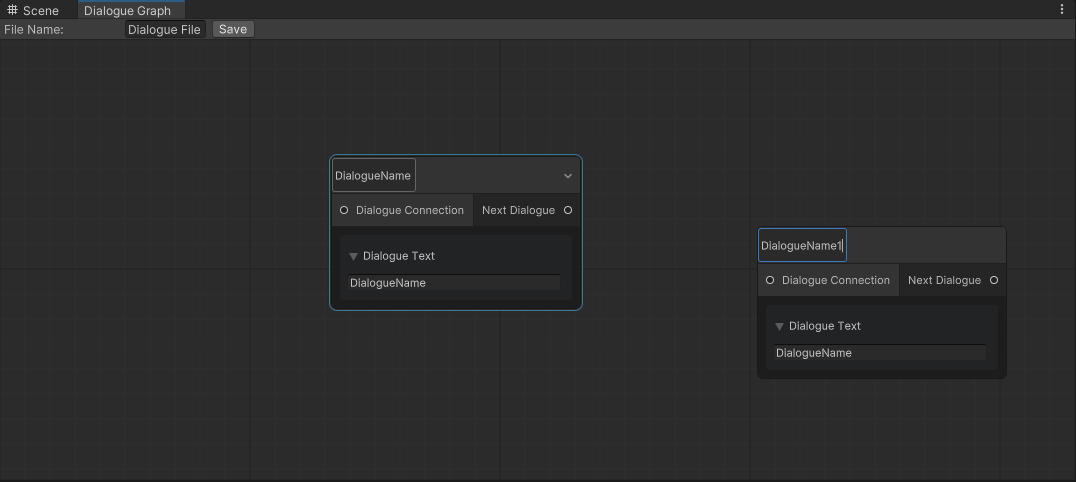 Scene
Dialogue Graph
File Name:
Dialogue File
Save
DialogueName
Dialogue Connection
Next Dialogue
Dialogue Text
DialogueName
DialogueName1
Dialogue Connection
Next Dialogue
Dialogue Text
DialogueName